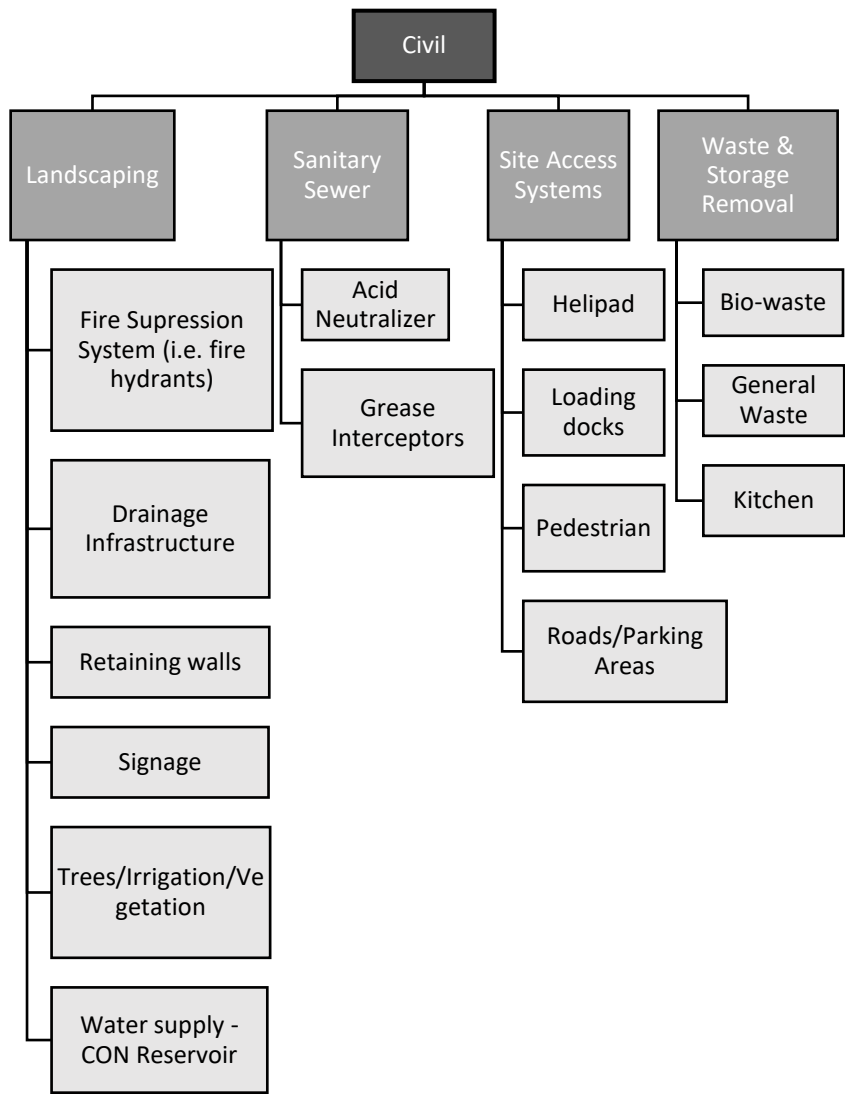 Civil
Landscaping
Fire Supression
System (i.e. fire
hydrants)
Drainage
Infrastructure
Retaining walls
Signage
Trees/Irrigation/Ve
getation
Water supply -
CON Reservoir
Sanitary
Sewer
Acid
Neutralizer
Grease
Interceptors
Site Access
Systems
Helipad
Loading
docks
Pedestrian
Roads/Parking
Areas
Waste &
Storage
Removal
Bio-waste
General
Waste
Kitchen